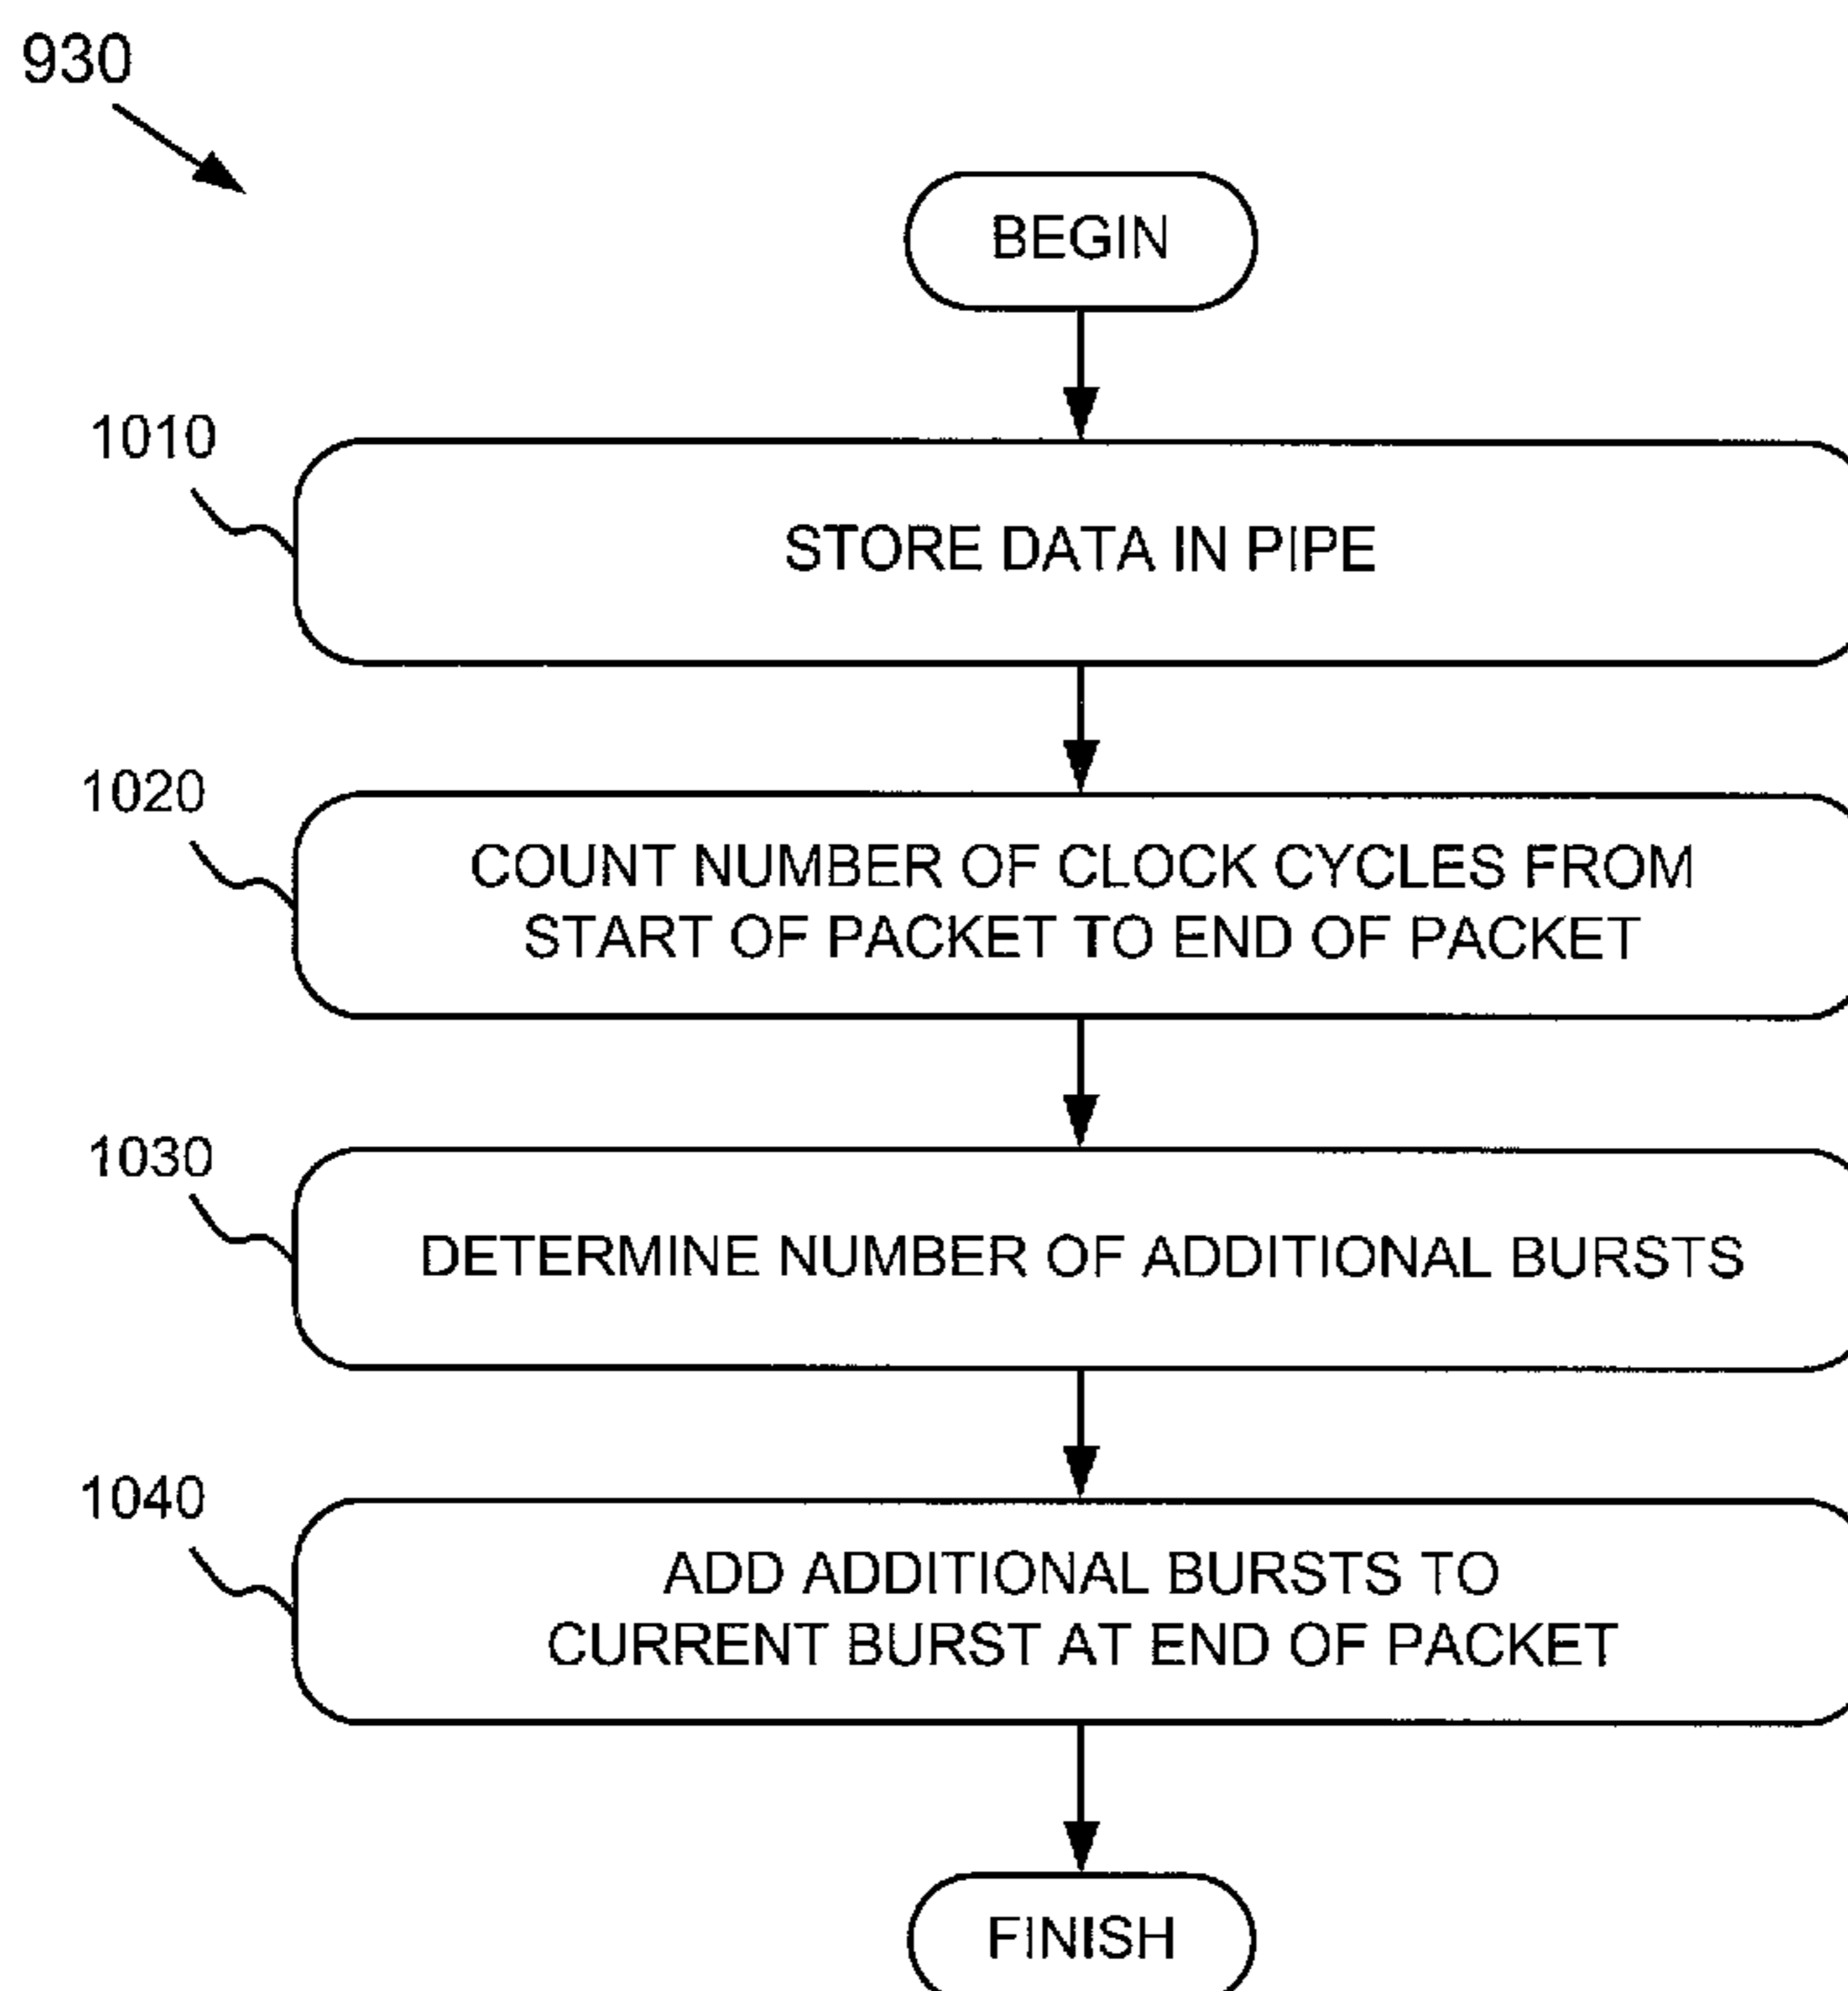 930
BEGIN
1010
STORE DATA IN PIPE
1020
COUNT NUMBER OF CLOCK CYCLES FROM
START OF PACKET TO END OF PACKET
1030
DETERMINE NUMBER OF ADDITIONAL BURSTS
1040
ADD ADDITIONAL BURSTS TO
CURRENT BURST AT END OF PACKET
FINISH